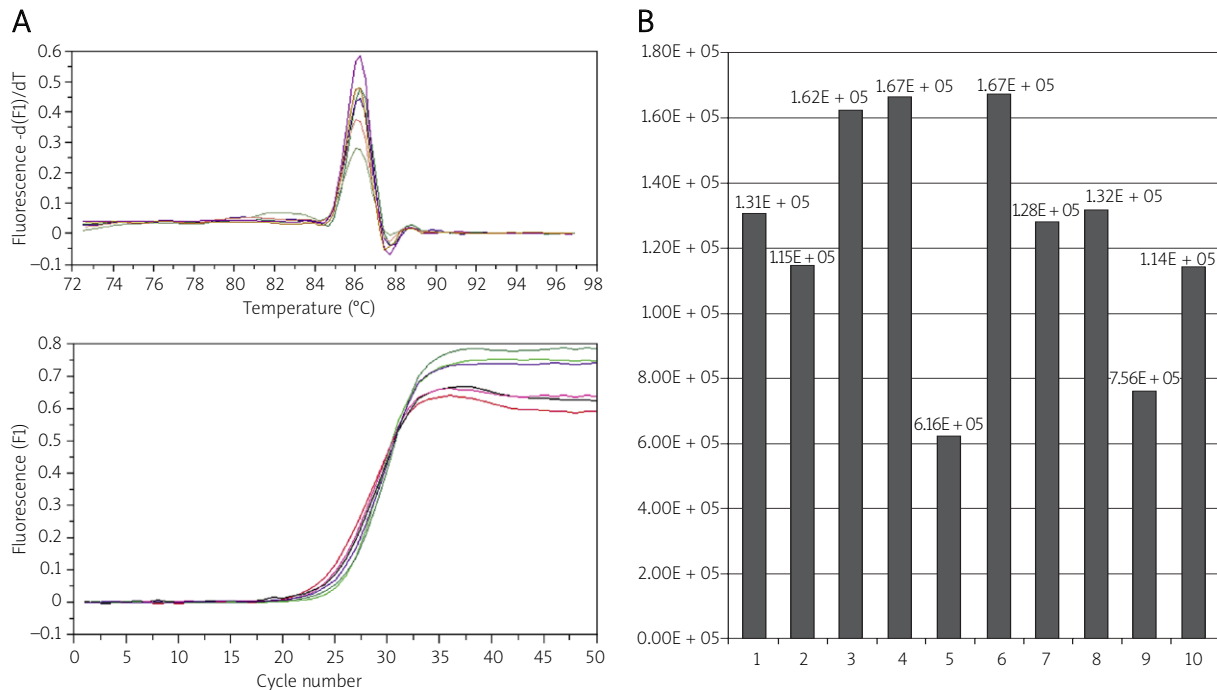 A
0.6
0.5
0.4
0.3
0.2
0.1
0
–0.1
Fluorescence -d(F1)/dT
72 74 76 78 80 82 84 86 88 90 92 94 96 98
Temperature (°C)
0.8
0.7
0.6
0.5
0.4
0.3
0.2
0.1
0
–0.1
Fluorescence (F1)
0 5 10 15 20 25 30 35 40 45 50
Cycle number
B
1.80E + 05
1.60E + 05
1.40E + 05
1.20E + 05
1.00E + 05
8.00E + 05
6.00E + 05
4.00E + 05
2.00E + 05
0.00E + 05
1.31E + 05
1.15E + 05
1.62E + 05
1.67E + 05
6.16E + 05
1.67E + 05
1.28E + 05
1.32E + 05
7.56E + 05
1.14E + 05
1 2 3 4 5 6 7 8 9 10